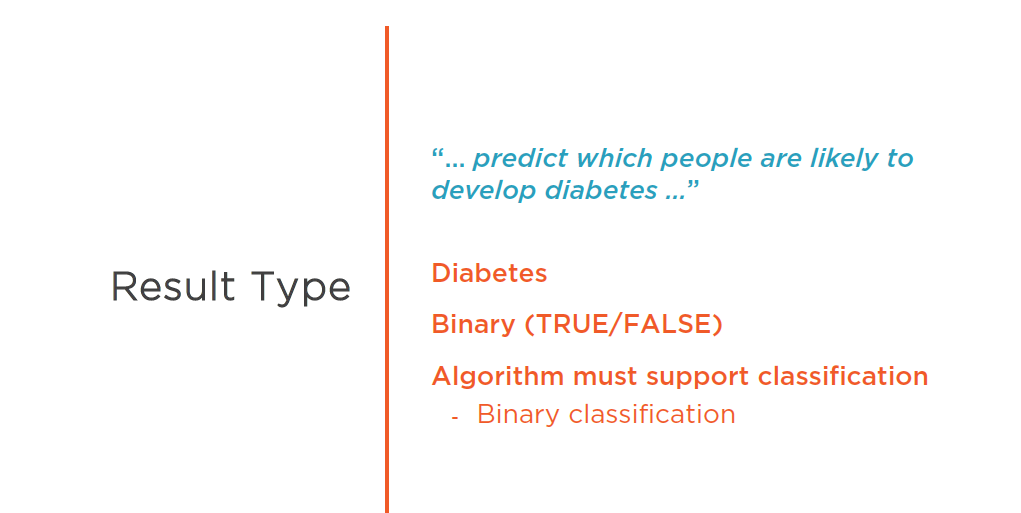 Result Type
“... predict which people are likely to
develop diabetes ...”
Diabetes
Binary (TRUE/FALSE)
Algorithm must support classification
- Binary classification